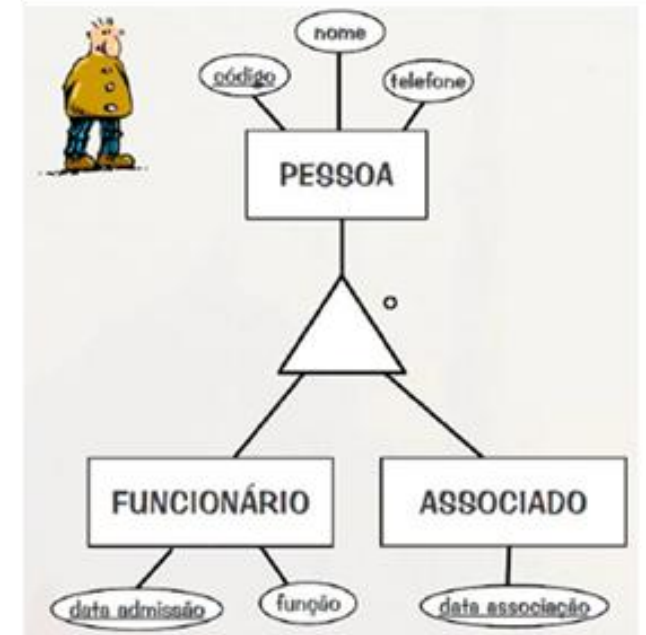 nome
código
telefone
PESSOA
o
FUNCIONÁRIO
ASSOCIADO
data admissão
função
data associação